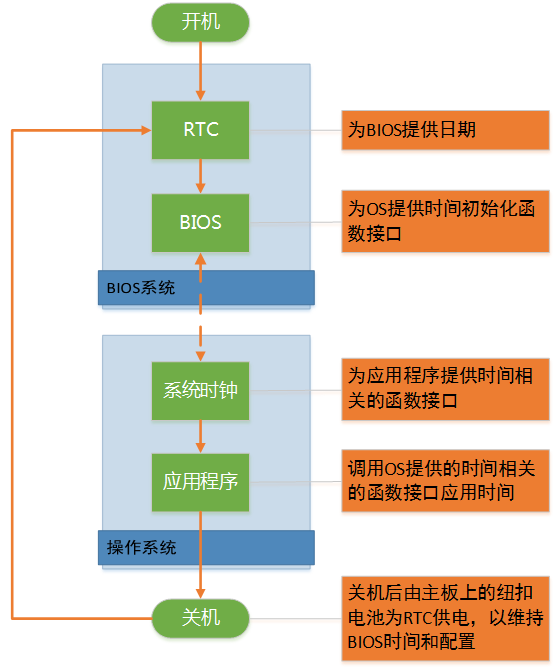 开机
RTC
为BIOS提供日期
BIOS
为OS提供时间初始化函
数接口
BIOS系统
系统时钟
为应用程序提供时间相
关的函数接口
应用程序
调用OS提供的时间相关
的函数接口应用时间
操作系统
关机
关机后由主板上的纽扣
电池为RTC供电，以维持
BIOS时间和配置